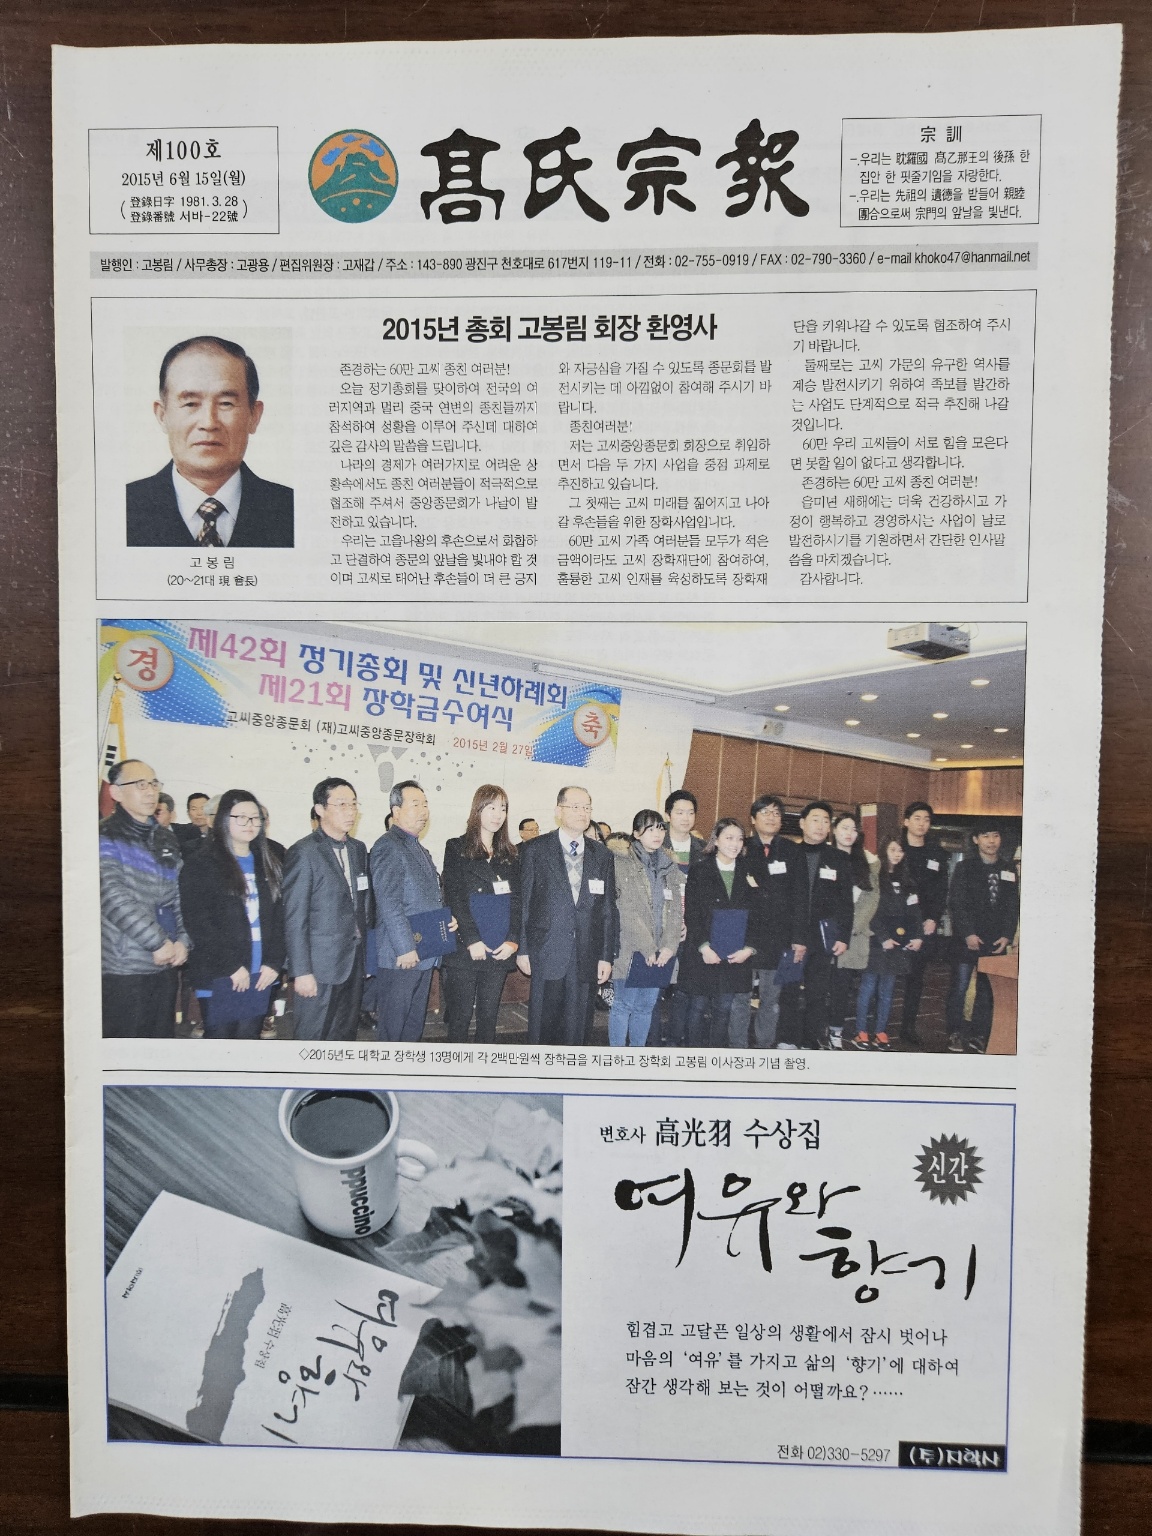 제100호
2015년 6월 15일(월)
(登錄日字 1981. 3. 28
登錄番號 서바-22號)
高氏宗報
宗 訓
-.우리는 耽羅國 髙乙那王의 後孫 한
집안 한 핏줄기임을 자랑한다.
-.우리는 先祖의 遺德을 받들어 親睦
團合으로써 宗門의 앞날을 빛낸다.
발행인 : 고봉림 / 사무총장 : 고광용 / 편집위원장 : 고재갑 / 주소 : 143-890 광진구 천호대로 617번지 119-11 / 전화 : 02-755-0919 / FAX : 02-790-3360 / e-mail khoko47@hanmail.net
2015년 총회 고봉림 회장 환영사
고 봉 림
(20~21대 現 會長)
존경하는 60만 고씨 종친 여러분!
오늘 정기총회를 맞이하여 전국의 여
러지역과 멀리 중국 연변의 종친들까지
참석하여 성황을 이루어 주신데 대하여
깊은 감사의 말씀을 드립니다.
나라의 경제가 여러가지로 어려운 상
황속에서도 종친 여러분들이 적극적으로
협조해 주셔서 중앙종문회가 나날이 발
전하고 있습니다.
우리는 고을나왕의 후손으로서 화합하
고 단결하여 종문의 앞날을 빛내야 할 것
이며 고씨로 태어난 후손들이 더 큰 긍지
와 자긍심을 가질 수 있도록 종문회를 발
전시키는 데 아낌없이 참여해 주시기 바
랍니다.
종친여러분!
저는 고씨중앙종문회 회장으로 취임하
면서 다음 두 가지 사업을 중점 과제로
추진하고 있습니다.
그 첫째는 고씨 미래를 짊어지고 나아
갈 후손들을 위한 장학사업입니다.
60만 고씨 가족 여러분들 모두가 적은
금액이라도 고씨 장학재단에 참여하여,
훌륭한 고씨 인재를 육성하도록 장학재
단을 키워나갈 수 있도록 협조하여 주시
기 바랍니다.
둘째로는 고씨 가문의 유구한 역사를
계승 발전시키기 위하여 족보를 발간하
는 사업도 단계적으로 적극 추진해 나갈
것입니다.
60만 우리 고씨들이 서로 힘을 모은다
면 못할 일이 없다고 생각합니다.
존경하는 60만 고씨 종친 여러분!
을미년 새해에는 더욱 건강하시고 가
정이 행복하고 경영하시는 사업이 날로
발전하시기를 기원하면서 간단한 인사말
씀을 마치겠습니다.
감사합니다.
경
제42회 정기총회 및 신년하례회
제21회 장학금수여식
축
고씨중앙종문회 (재)고씨중앙종문장학회 2015년 2월 27일
◇2015년도 대학교 장학생 13명에게 각 2백만원씩 장학금을 지급하고 장학회 고봉림 이사장과 기념 촬영.
변호사 高光羽 수상집
신간
여유와
향기
힘겹고 고달픈 일상의 생활에서 잠시 벗어나
마음의 '여유'를 가지고 삶의 '향기'에 대하여
잠간 생각해 보는 것이 어떨까요?……
전화 02)330-5297 (주)지학사
ppuccino
高光羽 수상집
여유와
향기